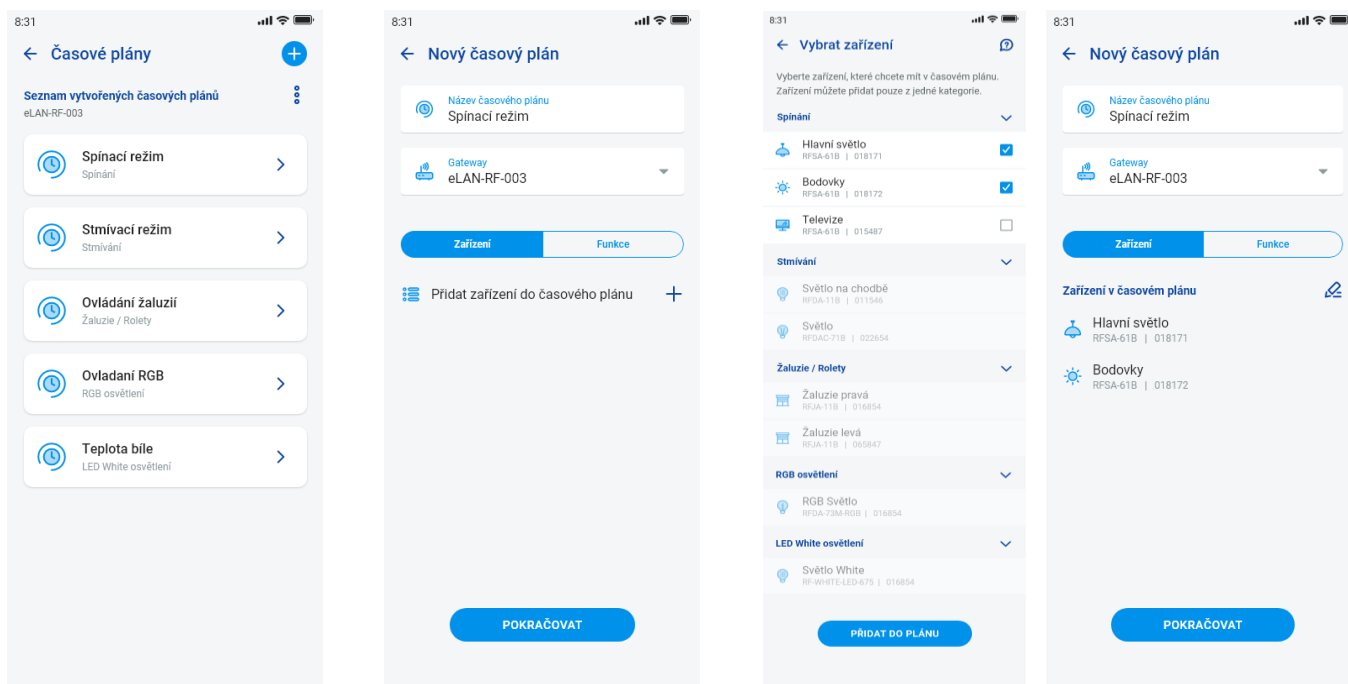 8:31
Časové plány
Seznam vytvořených časových plánů
eLAN-RF-003
Spínací režim
Spínání
Stmívací režim
Stmívání
Ovládání žaluzií
Žaluzie / Rolety
Ovladaní RGB
RGB osvětlení
Teplota bíle
LED White osvětlení
8:31
Nový časový plán
Název časového plánu
Spínací režim
Gateway
eLAN-RF-003
Zařízení
Funkce
Přidat zařízení do časového plánu
POKRAČOVAT
8:31
Vybrat zařízení
Vyberte zařízení, které chcete mít v časovém plánu.
Zařízení můžete přidat pouze z jedné kategorie.
Spínání
Hlavní světlo
RFSA-61B | 018171
Bodovky
RFSA-61B | 018172
Televize
RFSA-61B | 015487
Stmívání
Světlo na chodbě
RFDA-11B | 011546
Světlo
RFDAC-71B | 022654
Žaluzie / Rolety
Žaluzie pravá
RFJA-11B | 016854
Žaluzie levá
RFJA-11B | 065847
RGB osvětlení
RGB Světlo
RFDA-73M-RGB | 016854
LED White osvětlení
Světlo White
RF-WHITE-LED-675 | 016854
PŘIDAT DO PLÁNU
8:31
Nový časový plán
Název časového plánu
Spínací režim
Gateway
eLAN-RF-003
Zařízení
Funkce
Zařízení v časovém plánu
Hlavní světlo
RFSA-61B | 018171
Bodovky
RFSA-61B | 018172
POKRAČOVAT